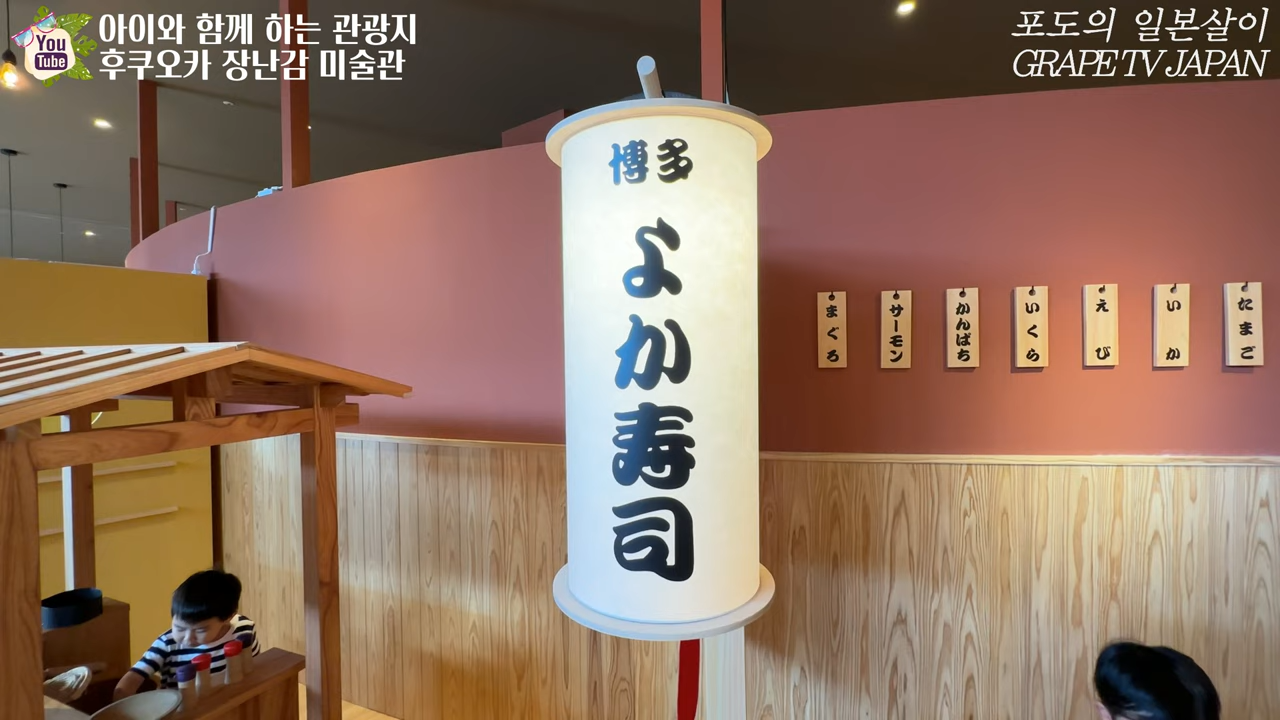 You
Tube
아이와 함께 하는 관광지
후쿠오카 장난감 미술관
포도의 일본살이
GRAPE TV JAPAN
博多
よか寿司
まぐろ
サーモン
かんぱち
いくら
えび
いか
たまご